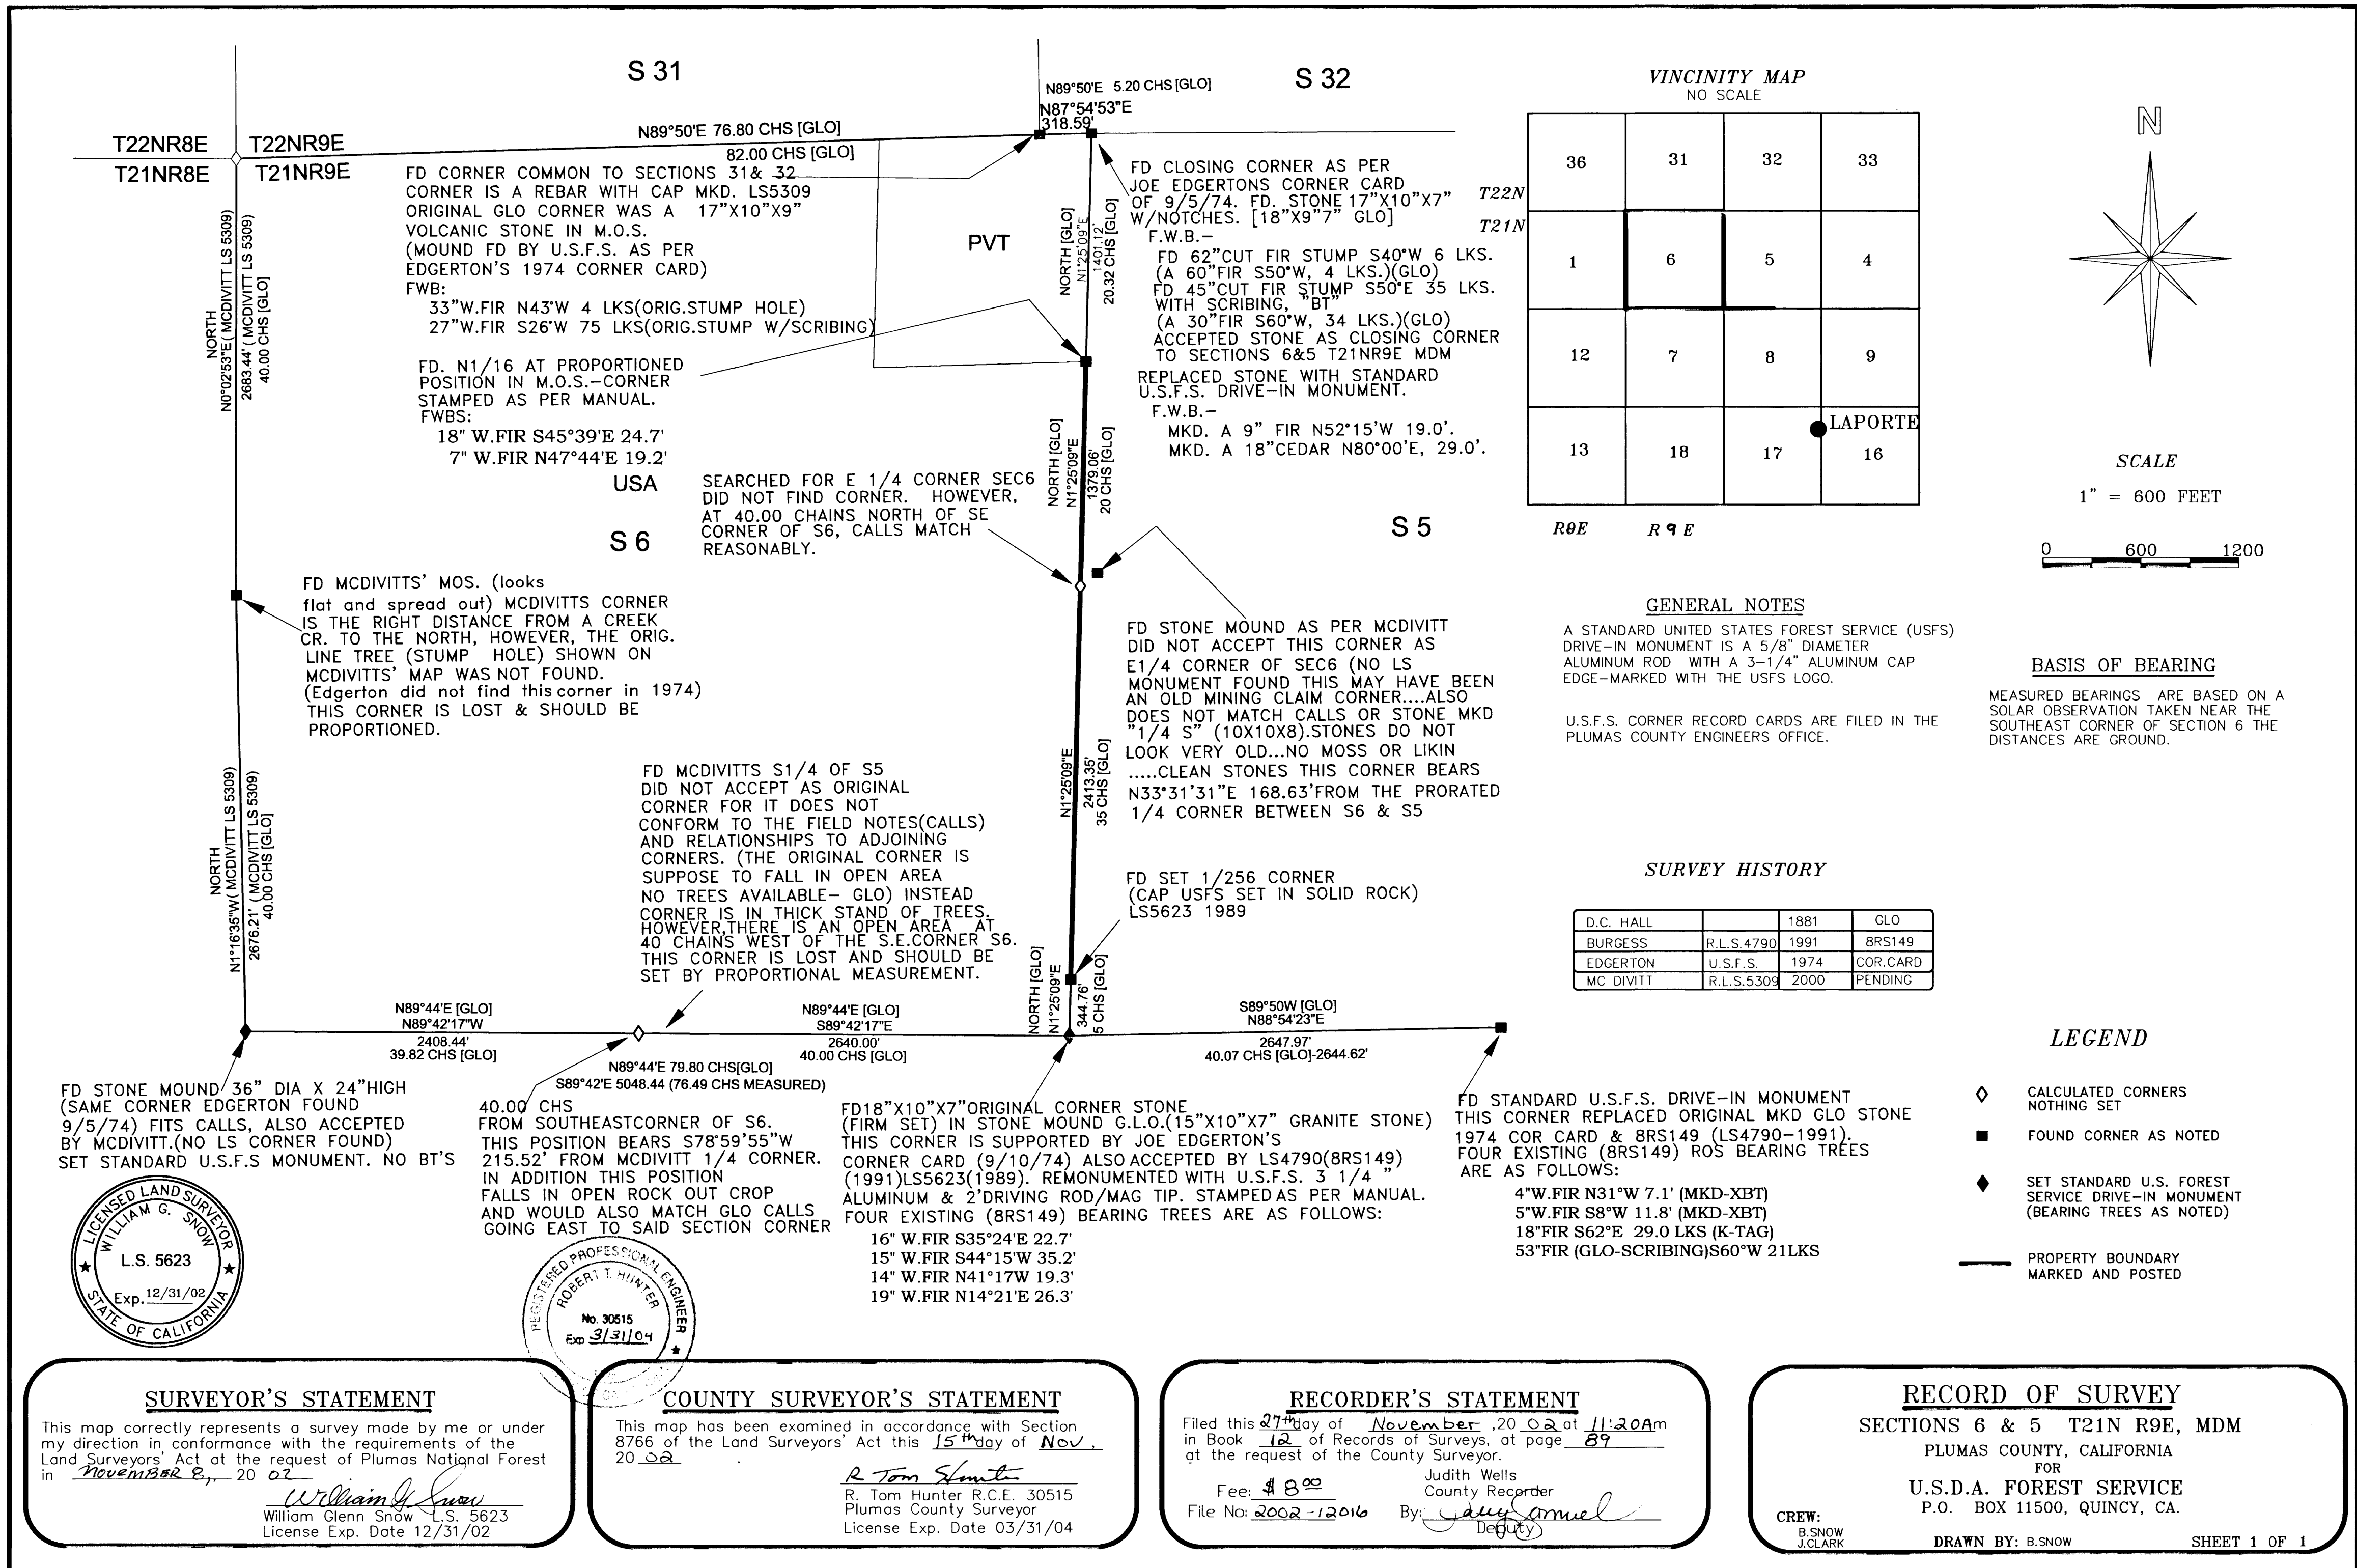 S 31
S 32
N89°50'E 5.20 CHS [GLO]
N87°54'53"E
318.59'
N89°50'E 76.80 CHS [GLO]
82.00 CHS [GLO]
T22NR8E
T22NR9E
T21NR8E
T21NR9E
FD CORNER COMMON TO SECTIONS 31& 32
CORNER IS A REBAR WITH CAP MKD. LS5309
ORIGINAL GLO CORNER WAS A 17"X10"X9"
VOLCANIC STONE IN M.O.S.
(MOUND FD BY U.S.F.S. AS PER
EDGERTON'S 1974 CORNER CARD)
FWB:
33"W.FIR N43°W 4 LKS(ORIG.STUMP HOLE)
27"W.FIR S26°W 75 LKS(ORIG.STUMP W/SCRIBING)
FD. N1/16 AT PROPORTIONED
POSITION IN M.O.S.-CORNER
STAMPED AS PER MANUAL.
FWBS:
18" W.FIR S45°39'E 24.7'
7" W.FIR N47°44'E 19.2'
USA
PVT
NORTH [GLO]
N1°25'09"E
1401.12'
20.32 CHS [GLO]
FD CLOSING CORNER AS PER
JOE EDGERTONS CORNER CARD
OF 9/5/74. FD. STONE 17"X10"X7"
W/NOTCHES. [18"X9"7" GLO]
F.W.B.-
FD 62"CUT FIR STUMP S40°W 6 LKS.
(A 60"FIR S50°W, 4 LKS.)(GLO)
FD 45"CUT FIR STUMP S50°E 35 LKS.
WITH SCRIBING, "BT"
(A 30"FIR S60°W, 34 LKS.)(GLO)
ACCEPTED STONE AS CLOSING CORNER
TO SECTIONS 6&5 T21NR9E MDM
REPLACED STONE WITH STANDARD
U.S.F.S. DRIVE-IN MONUMENT.
F.W.B.-
MKD. A 9" FIR N52°15'W 19.0'.
MKD. A 18"CEDAR N80°00'E, 29.0'.
NORTH
N0°02'53"E ( MCDIVITT LS 5309)
2683.44' ( MCDIVITT LS 5309)
40.00 CHS [GLO]
NORTH [GLO]
N1°25'09"E
1379.06'
20 CHS [GLO]
SEARCHED FOR E 1/4 CORNER SEC6
DID NOT FIND CORNER. HOWEVER,
AT 40.00 CHAINS NORTH OF SE
CORNER OF S6, CALLS MATCH
REASONABLY.
S 6
S 5
FD MCDIVITTS' MOS. (looks
flat and spread out) MCDIVITTS CORNER
IS THE RIGHT DISTANCE FROM A CREEK
CR. TO THE NORTH, HOWEVER, THE ORIG.
LINE TREE (STUMP HOLE) SHOWN ON
MCDIVITTS' MAP WAS NOT FOUND.
(Edgerton did not find this corner in 1974)
THIS CORNER IS LOST & SHOULD BE
PROPORTIONED.
FD STONE MOUND AS PER MCDIVITT
DID NOT ACCEPT THIS CORNER AS
E1/4 CORNER OF SEC6 (NO LS
MONUMENT FOUND THIS MAY HAVE BEEN
AN OLD MINING CLAIM CORNER....ALSO
DOES NOT MATCH CALLS OR STONE MKD
"1/4 S" (10X10X8).STONES DO NOT
LOOK VERY OLD...NO MOSS OR LIKIN
.....CLEAN STONES THIS CORNER BEARS
N33°31'31"E 168.63'FROM THE PRORATED
1/4 CORNER BETWEEN S6 & S5
N1°25'09"E
2413.35'
35 CHS [GLO]
FD MCDIVITTS S1/4 OF S5
DID NOT ACCEPT AS ORIGINAL
CORNER FOR IT DOES NOT
CONFORM TO THE FIELD NOTES(CALLS)
AND RELATIONSHIPS TO ADJOINING
CORNERS. (THE ORIGINAL CORNER IS
SUPPOSE TO FALL IN OPEN AREA
NO TREES AVAILABLE- GLO) INSTEAD
CORNER IS IN THICK STAND OF TREES.
HOWEVER,THERE IS AN OPEN AREA AT
40 CHAINS WEST OF THE S.E.CORNER S6.
THIS CORNER IS LOST AND SHOULD BE
SET BY PROPORTIONAL MEASUREMENT.
FD SET 1/256 CORNER
(CAP USFS SET IN SOLID ROCK)
LS5623 1989
NORTH
N1°16'35"W ( MCDIVITT LS 5309)
2676.21' ( MCDIVITT LS 5309)
40.00 CHS [GLO]
NORTH [GLO]
N1°25'09"E
344.76'
5 CHS [GLO]
N89°44'E [GLO]
N89°42'17"W
2408.44'
39.82 CHS [GLO]
N89°44'E [GLO]
S89°42'17"E
2640.00'
40.00 CHS [GLO]
N89°44'E 79.80 CHS[GLO]
S89°42'E 5048.44 (76.49 CHS MEASURED)
S89°50W [GLO]
N88°54'23"E
2647.97'
40.07 CHS [GLO]-2644.62'
FD STONE MOUND 36" DIA X 24"HIGH
(SAME CORNER EDGERTON FOUND
9/5/74) FITS CALLS, ALSO ACCEPTED
BY MCDIVITT.(NO LS CORNER FOUND)
SET STANDARD U.S.F.S MONUMENT. NO BT'S
40.00 CHS
FROM SOUTHEASTCORNER OF S6.
THIS POSITION BEARS S78°59'55"W
215.52' FROM MCDIVITT 1/4 CORNER.
IN ADDITION THIS POSITION
FALLS IN OPEN ROCK OUT CROP
AND WOULD ALSO MATCH GLO CALLS
GOING EAST TO SAID SECTION CORNER
FD18"X10"X7"ORIGINAL CORNER STONE
(FIRM SET) IN STONE MOUND G.L.O.(15"X10"X7" GRANITE STONE)
THIS CORNER IS SUPPORTED BY JOE EDGERTON'S
CORNER CARD (9/10/74) ALSO ACCEPTED BY LS4790(8RS149)
(1991)LS5623(1989). REMONUMENTED WITH U.S.F.S. 3 1/4 "
ALUMINUM & 2'DRIVING ROD/MAG TIP. STAMPED AS PER MANUAL.
FOUR EXISTING (8RS149) BEARING TREES ARE AS FOLLOWS:
16" W.FIR S35°24'E 22.7'
15" W.FIR S44°15'W 35.2'
14" W.FIR N41°17W 19.3'
19" W.FIR N14°21'E 26.3'
FD STANDARD U.S.F.S. DRIVE-IN MONUMENT
THIS CORNER REPLACED ORIGINAL MKD GLO STONE
1974 COR CARD & 8RS149 (LS4790-1991).
FOUR EXISTING (8RS149) ROS BEARING TREES
ARE AS FOLLOWS:
4"W.FIR N31°W 7.1' (MKD-XBT)
5"W.FIR S8°W 11.8' (MKD-XBT)
18"FIR S62°E 29.0 LKS (K-TAG)
53"FIR (GLO-SCRIBING)S60°W 21LKS
VINCINITY MAP
NO SCALE
36 31 32 33
T22N
T21N
1 6 5 4
12 7 8 9
LAPORTE
13 18 17 16
R8E R 9 E
N
SCALE
1" = 600 FEET
0 600 1200
GENERAL NOTES
A STANDARD UNITED STATES FOREST SERVICE (USFS)
DRIVE-IN MONUMENT IS A 5/8" DIAMETER
ALUMINUM ROD WITH A 3-1/4" ALUMINUM CAP
EDGE-MARKED WITH THE USFS LOGO.
U.S.F.S. CORNER RECORD CARDS ARE FILED IN THE
PLUMAS COUNTY ENGINEERS OFFICE.
BASIS OF BEARING
MEASURED BEARINGS ARE BASED ON A
SOLAR OBSERVATION TAKEN NEAR THE
SOUTHEAST CORNER OF SECTION 6 THE
DISTANCES ARE GROUND.
SURVEY HISTORY
D.C. HALL 1881 GLO
BURGESS R.L.S.4790 1991 8RS149
EDGERTON U.S.F.S. 1974 COR.CARD
MC DIVITT R.L.S.5309 2000 PENDING
LEGEND
CALCULATED CORNERS
NOTHING SET
FOUND CORNER AS NOTED
SET STANDARD U.S. FOREST
SERVICE DRIVE-IN MONUMENT
(BEARING TREES AS NOTED)
PROPERTY BOUNDARY
MARKED AND POSTED
LICENSED LAND SURVEYOR
WILLIAM G. SNOW
L.S. 5623
Exp. 12/31/02
STATE OF CALIFORNIA
REGISTERED PROFESSIONAL ENGINEER
ROBERT T. HUNTER
No. 30515
Exp 3/31/04
SURVEYOR'S STATEMENT
This map correctly represents a survey made by me or under
my direction in conformance with the requirements of the
Land Surveyors' Act at the request of Plumas National Forest
in NOVEMBER 8, 20 02
William G Snow
William Glenn Snow L.S. 5623
License Exp. Date 12/31/02
COUNTY SURVEYOR'S STATEMENT
This map has been examined in accordance with Section
8766 of the Land Surveyors' Act this 15th day of Nov,
20 02 .
R Tom Hunter
R. Tom Hunter R.C.E. 30515
Plumas County Surveyor
License Exp. Date 03/31/04
RECORDER'S STATEMENT
Filed this 27th day of November ,20 02 at 11:20Am
in Book 12 of Records of Surveys, at page 89
at the request of the County Surveyor.
Judith Wells
County Recorder
Fee: $8.00
File No: 2002-12016
By:
Deputy
RECORD OF SURVEY
SECTIONS 6 & 5 T21N R9E, MDM
PLUMAS COUNTY, CALIFORNIA
FOR
U.S.D.A. FOREST SERVICE
P.O. BOX 11500, QUINCY, CA.
CREW:
B.SNOW
J.CLARK
DRAWN BY: B.SNOW
SHEET 1 OF 1